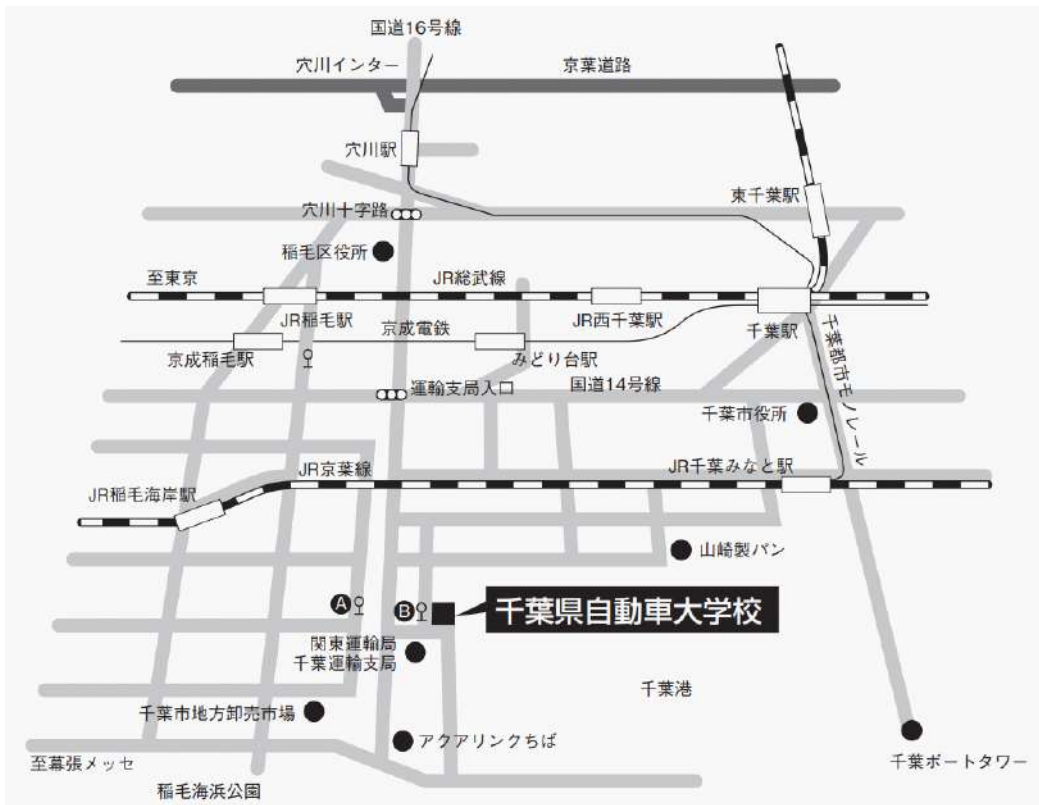 国道16号線
穴川インター
京葉道路
穴川駅
東千葉駅
穴川十字路
稲毛区役所
至東京
JR総武線
JR稲毛駅
京成電鉄
JR西千葉駅
千葉駅
京成稲毛駅
みどり台駅
千葉都市モノレール
運輸支局入口
国道14号線
千葉市役所
JR京葉線
JR千葉みなと駅
JR稲毛海岸駅
山崎製パン
A
B
千葉県自動車大学校
関東運輸局
千葉運輸支局
千葉港
千葉市地方卸売市場
アクアリンクちば
至幕張メッセ
千葉ポートタワー
稲毛海浜公園